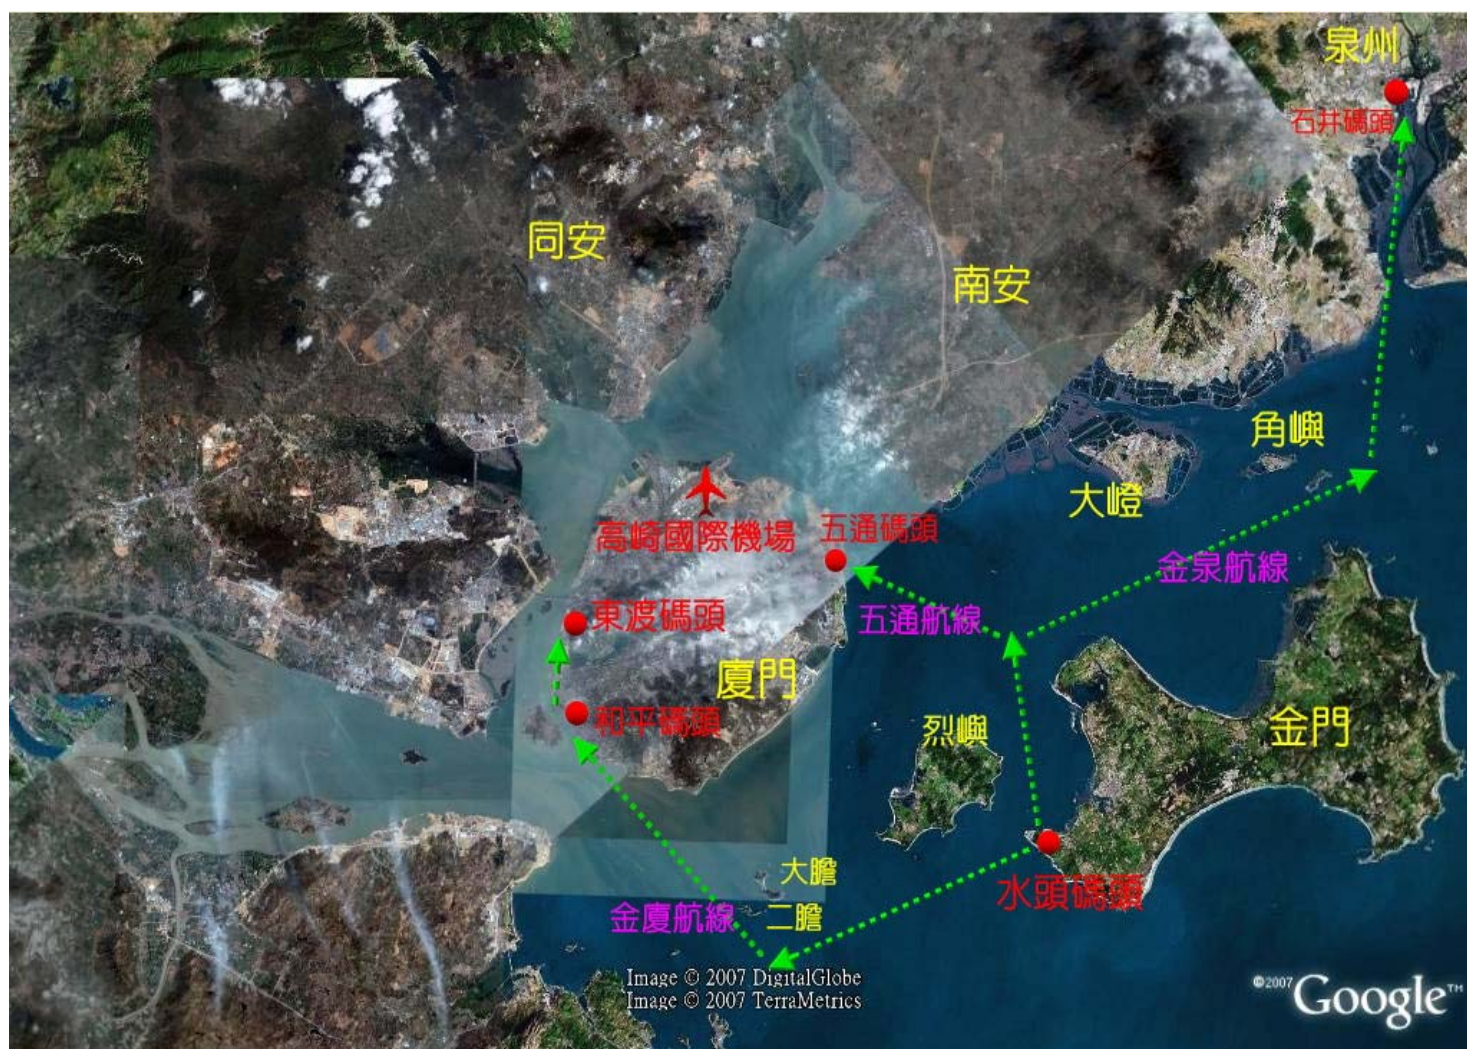 泉州
石井碼頭
同安
南安
角嶼
大嶝
高崎國際機場
五通碼頭
金泉航線
東渡碼頭
五通航線
廈門
和平碼頭
烈嶼
金門
水頭碼頭
大膽
金廈航線
二膽
Image © 2007 DigitalGlobe
Image © 2007 TerraMetrics
©2007 Google™